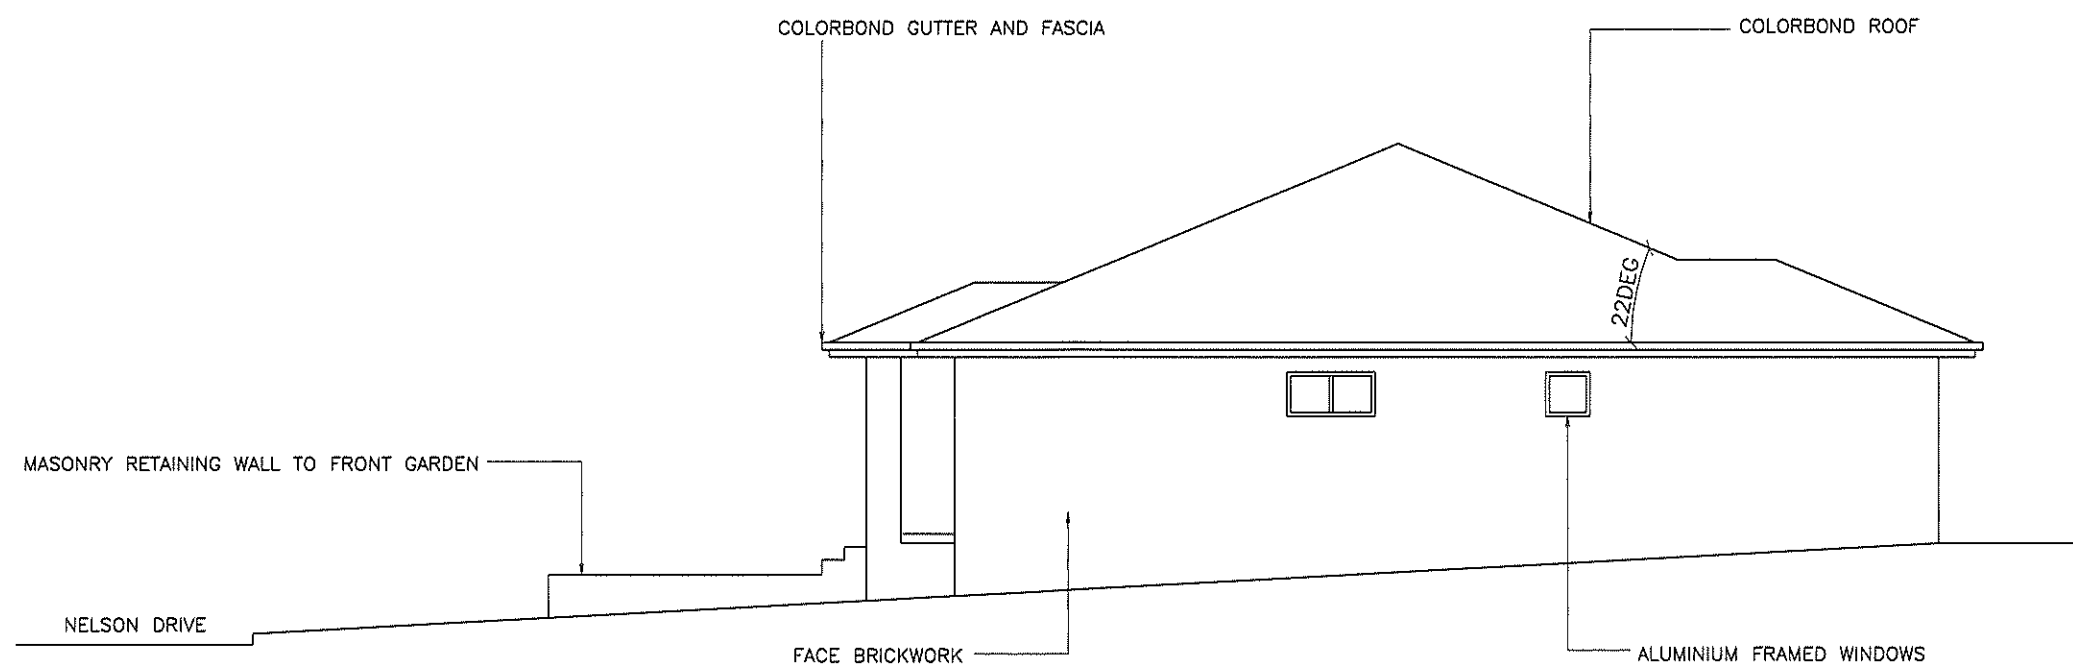 COLORBOND GUTTER AND FASCIA
COLORBOND ROOF
22DEG
MASONRY RETAINING WALL TO FRONT GARDEN
NELSON DRIVE
FACE BRICKWORK
ALUMINIUM FRAMED WINDOWS